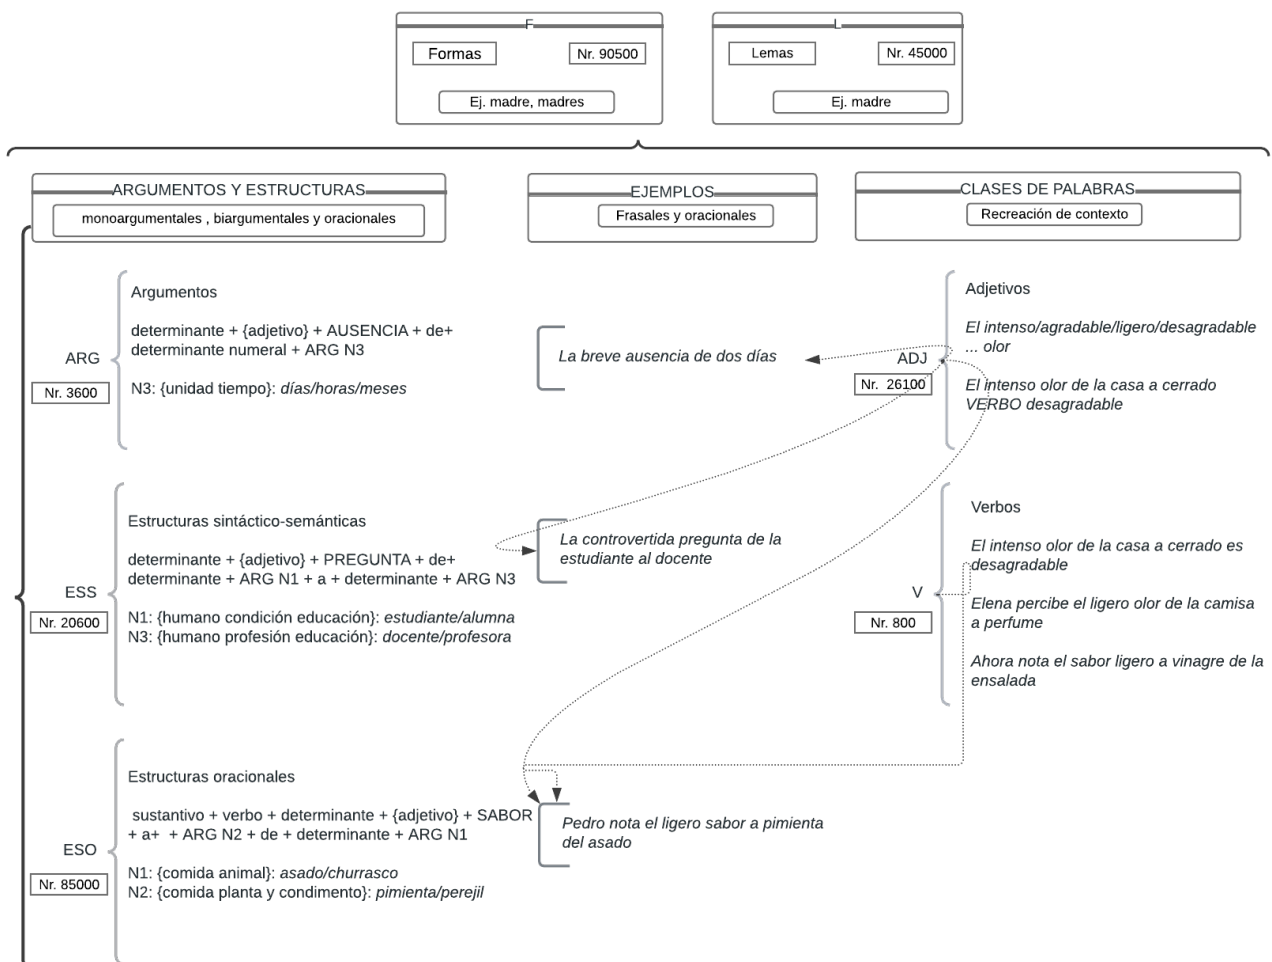 F
Formas
Nr. 90500
Ej. madre, madres
L
Lemas
Nr. 45000
Ej. madre
ARGUMENTOS Y ESTRUCTURAS
monoargumentales , biargumentales y oracionales
EJEMPLOS
Frasales y oracionales
CLASES DE PALABRAS
Recreación de contexto
ARG
Nr. 3600
Argumentos
determinante + {adjetivo} + AUSENCIA + de+
determinante numeral + ARG N3
N3: {unidad tiempo}: días/horas/meses
La breve ausencia de dos días
ADJ
Nr. 26100
Adjetivos
El intenso/agradable/ligero/desagradable
... olor
El intenso olor de la casa a cerrado
VERBO desagradable
ESS
Nr. 20600
Estructuras sintáctico-semánticas
determinante + {adjetivo} + PREGUNTA + de+
determinante + ARG N1 + a + determinante + ARG N3
N1: {humano condición educación}: estudiante/alumna
N3: {humano profesión educación}: docente/profesora
La controvertida pregunta de la
estudiante al docente
V
Nr. 800
Verbos
El intenso olor de la casa a cerrado es
desagradable
Elena percibe el ligero olor de la camisa
a perfume
Ahora nota el sabor ligero a vinagre de la
ensalada
ESO
Nr. 85000
Estructuras oracionales
sustantivo + verbo + determinante + {adjetivo} + SABOR
+ a+ + ARG N2 + de + determinante + ARG N1
N1: {comida animal}: asado/churrasco
N2: {comida planta y condimento}: pimienta/perejil
Pedro nota el ligero sabor a pimienta
del asado